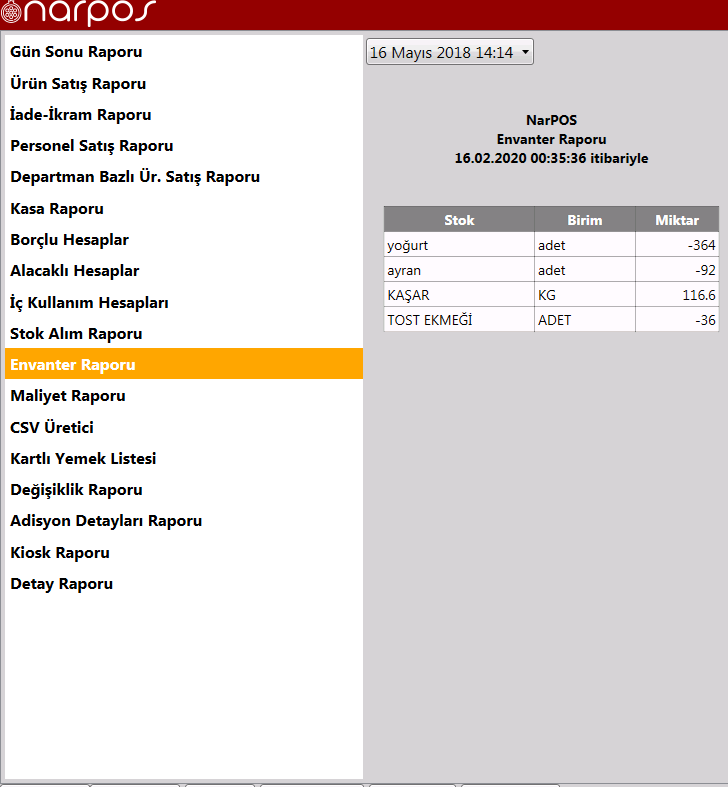 narpos
Gün Sonu Raporu
Ürün Satış Raporu
İade-İkram Raporu
Personel Satış Raporu
Departman Bazlı Ür. Satış Raporu
Kasa Raporu
Borçlu Hesaplar
Alacaklı Hesaplar
İç Kullanım Hesapları
Stok Alım Raporu
Envanter Raporu
Maliyet Raporu
CSV Üretici
Kartlı Yemek Listesi
Değişiklik Raporu
Adisyon Detayları Raporu
Kiosk Raporu
Detay Raporu
16 Mayıs 2018 14:14
NarPOS
Envanter Raporu
16.02.2020 00:35:36 itibariyle
Stok Birim Miktar
yoğurt adet -364
ayran adet -92
KAŞAR KG 116.6
TOST EKMEĞİ ADET -36